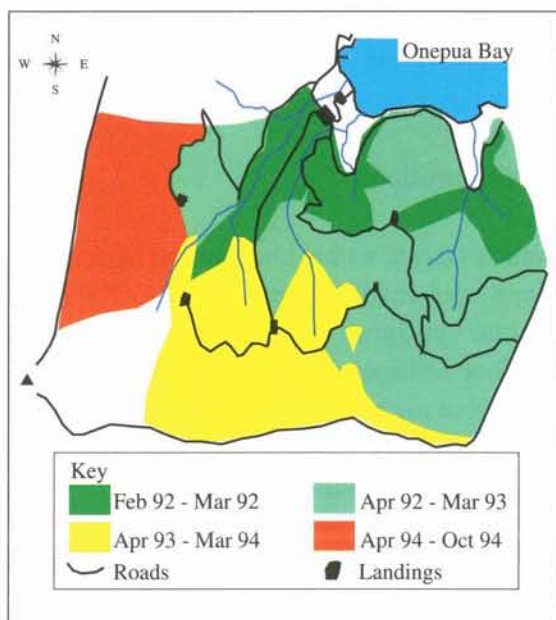 N
Onepua Bay
W E
S
Key
Feb 92 - Mar 92
Apr 92 - Mar 93
Apr 93 - Mar 94
Apr 94 - Oct 94
Roads
Landings